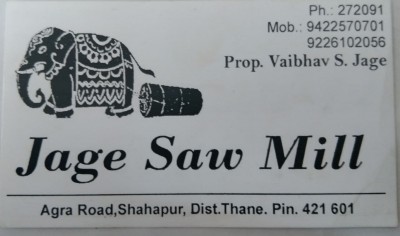 Ph.: 272091
Mob.: 9422570701
9226102056
Prop. Vaibhav S. Jage
Jage Saw Mill
Agra Road,Shahapur, Dist.Thane. Pin. 421 601